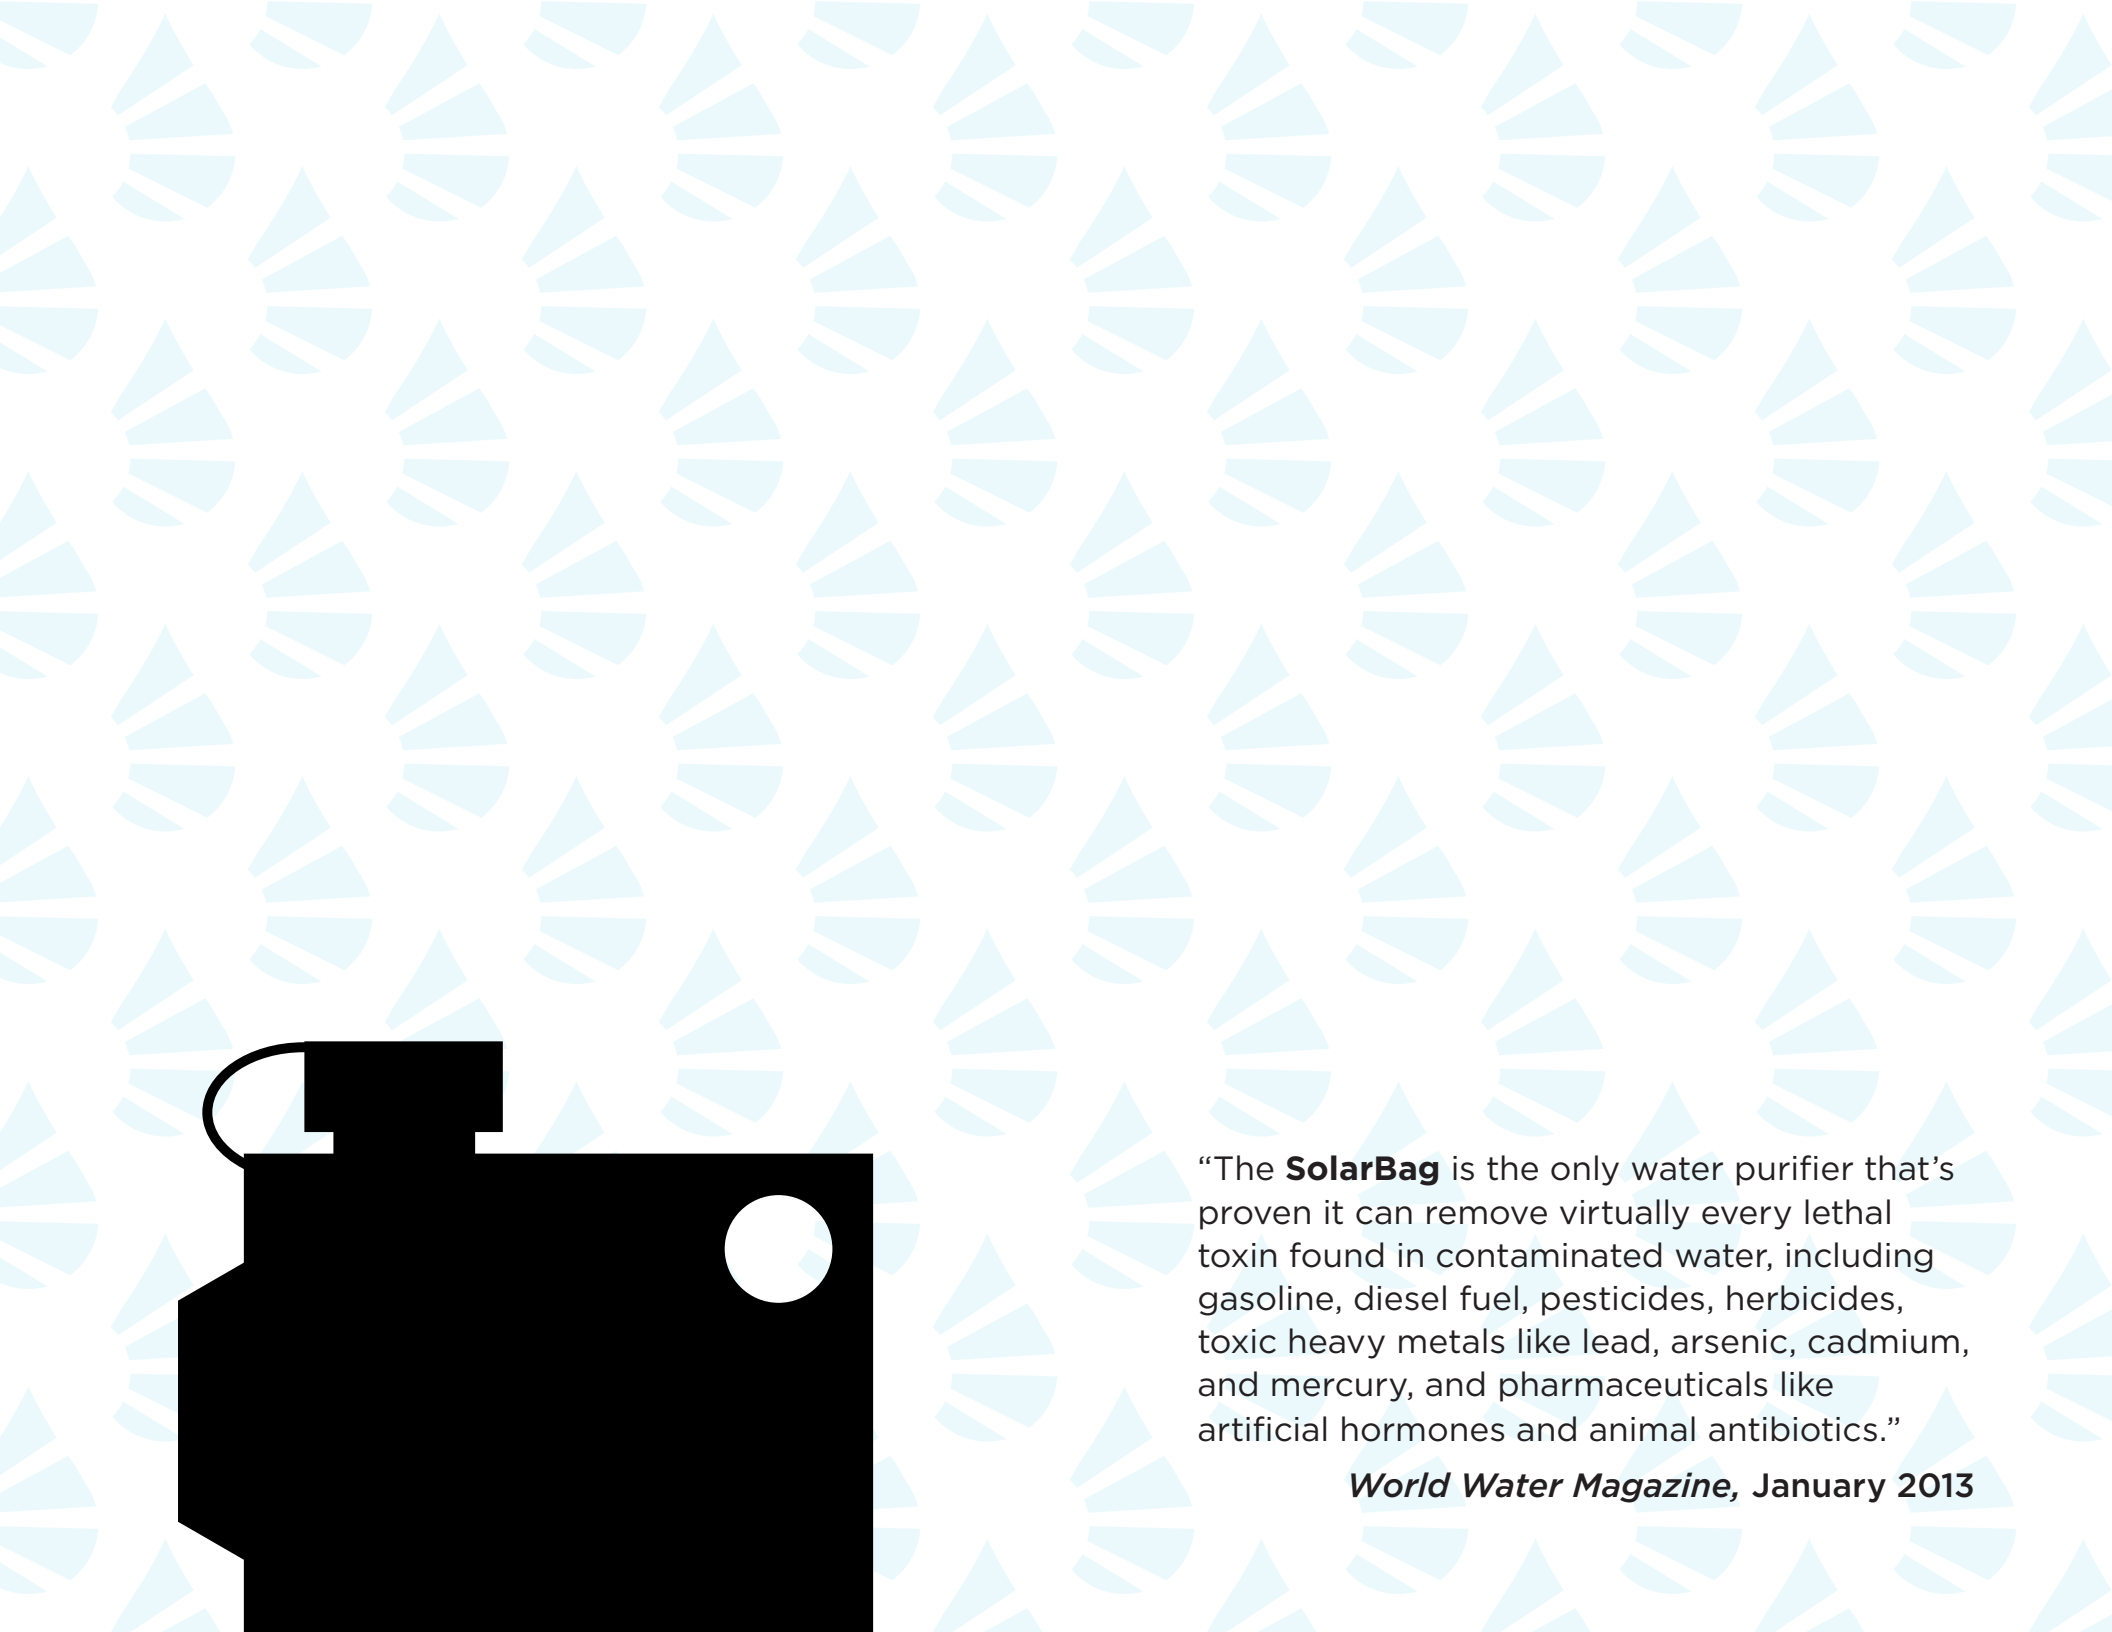 “The SolarBag is the only water purifier that’s
proven it can remove virtually every lethal
toxin found in contaminated water, including
gasoline, diesel fuel, pesticides, herbicides,
toxic heavy metals like lead, arsenic, cadmium,
and mercury, and pharmaceuticals like
artificial hormones and animal antibiotics.”
World Water Magazine, January 2013